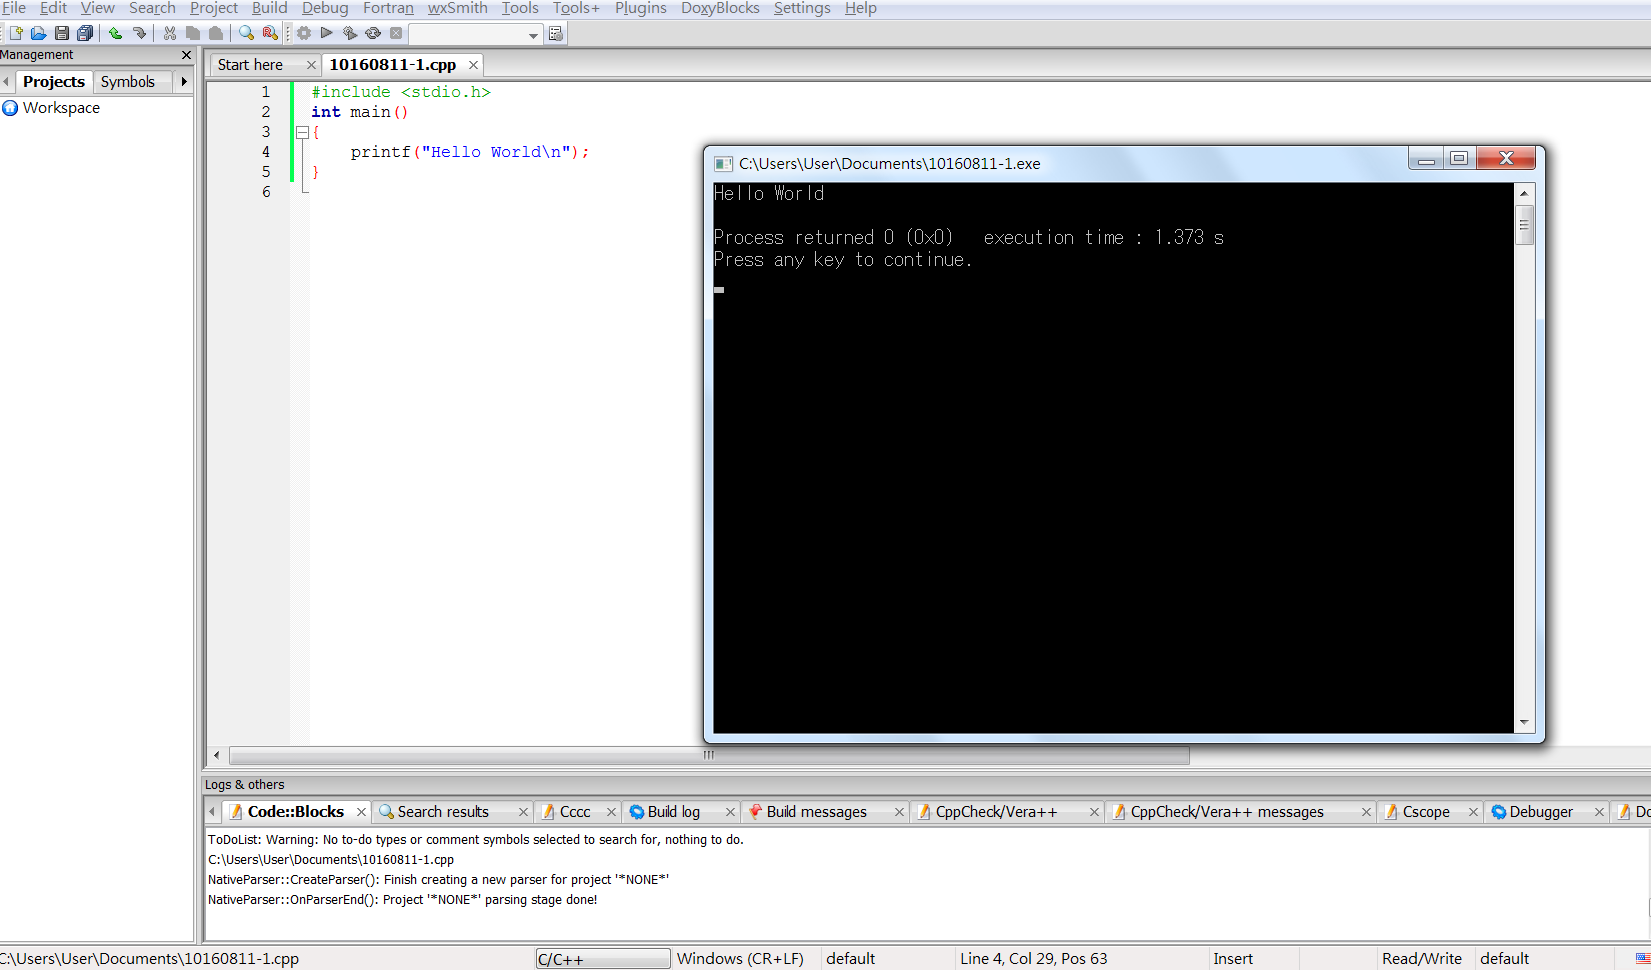 File Edit View Search Project Build Debug Fortran wxSmith Tools Tools+ Plugins DoxyBlocks Settings Help
Management
Projects Symbols
Workspace
Start here 10160811-1.cpp
1 #include <stdio.h>
2 int main()
3 {
4 printf("Hello World\n");
5 }
6
C:\Users\User\Documents\10160811-1.exe
Hello World
Process returned 0 (0x0) execution time : 1.373 s
Press any key to continue.
Logs & others
Code::Blocks Search results Cccc Build log Build messages CppCheck/Vera++ CppCheck/Vera++ messages Cscope Debugger
ToDoList: Warning: No to-do types or comment symbols selected to search for, nothing to do.
C:\Users\User\Documents\10160811-1.cpp
NativeParser::CreateParser(): Finish creating a new parser for project '*NONE*'
NativeParser::OnParserEnd(): Project '*NONE*' parsing stage done!
C:\Users\User\Documents\10160811-1.cpp C/C++ Windows (CR+LF) default Line 4, Col 29, Pos 63 Insert Read/Write default